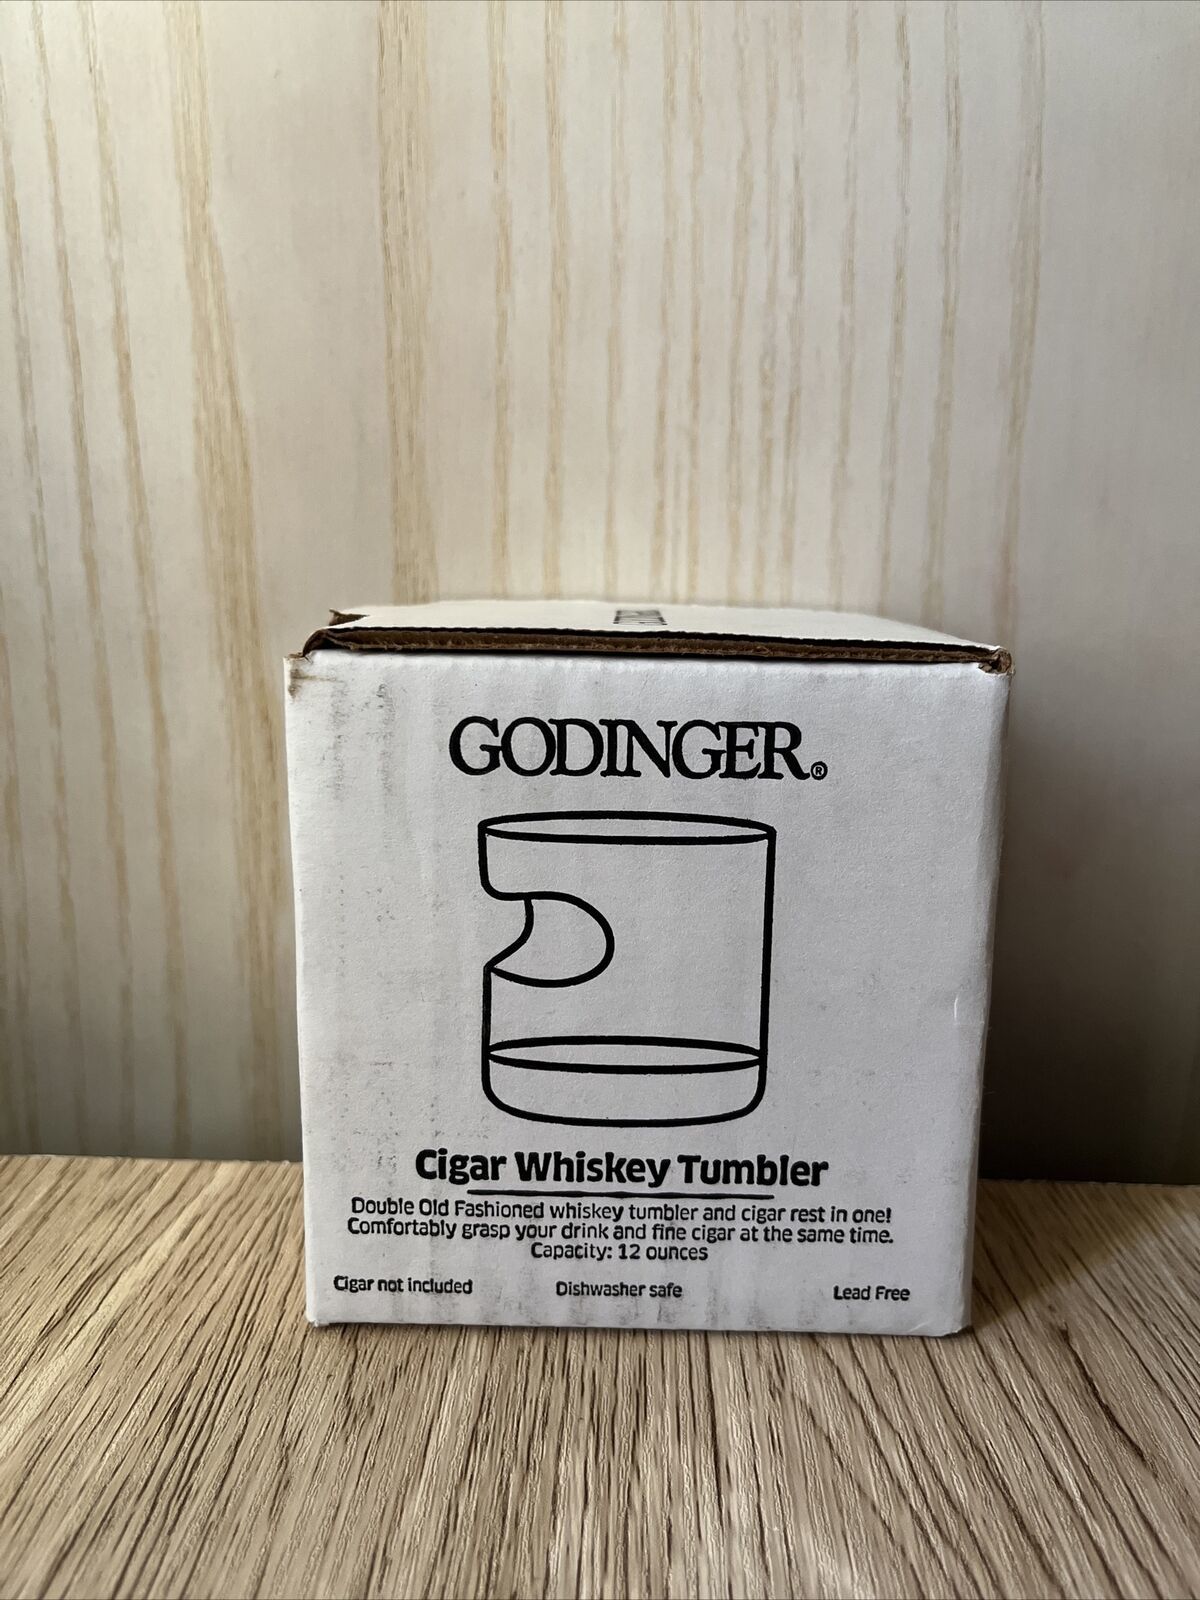 GODINGER®
Cigar Whiskey Tumbler
Double Old Fashioned whiskey tumbler and cigar rest in one!
Comfortably grasp your drink and fine cigar at the same time.
Capacity: 12 ounces
Cigar not included Dishwasher safe Lead Free